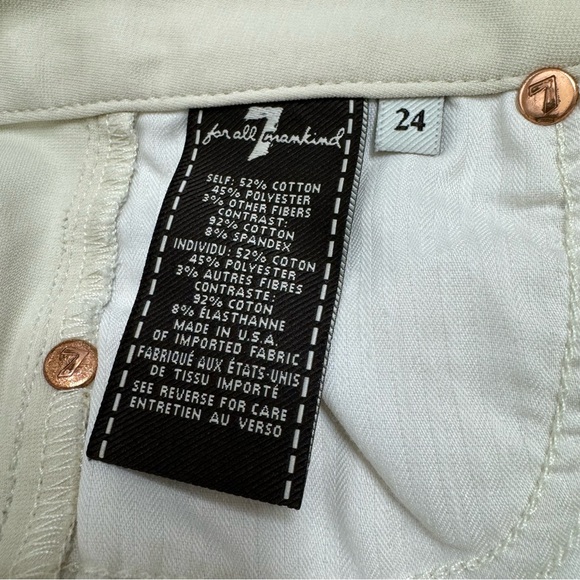 7
for all mankind
24
7
SELF: 52% COTTON
45% POLYESTER
3% OTHER FIBERS
CONTRAST:
92% COTTON
8% SPANDEX
INDIVIDU: 52% COTON
45% POLYESTER
3% AUTRES FIBRES
CONTRASTE:
92% COTON
8% ÉLASTHANNE
MADE IN U.S.A.
OF IMPORTED FABRIC
FABRIQUÉ AUX ÉTATS-UNIS
DE TISSU IMPORTÉ
SEE REVERSE FOR CARE
ENTRETIEN AU VERSO
7